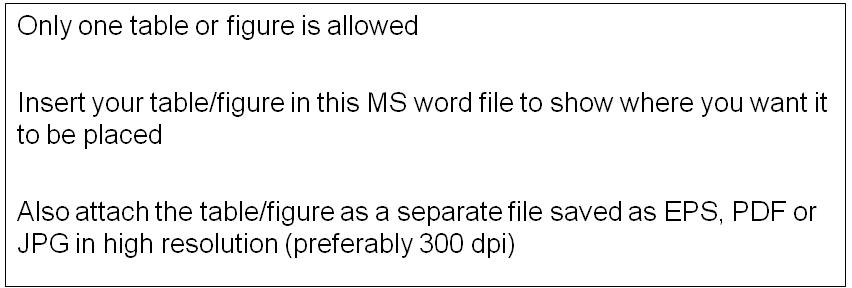 Only one table or figure is allowed
Insert your table/figure in this MS word file to show where you want it
to be placed
Also attach the table/figure as a separate file saved as EPS, PDF or
JPG in high resolution (preferably 300 dpi)